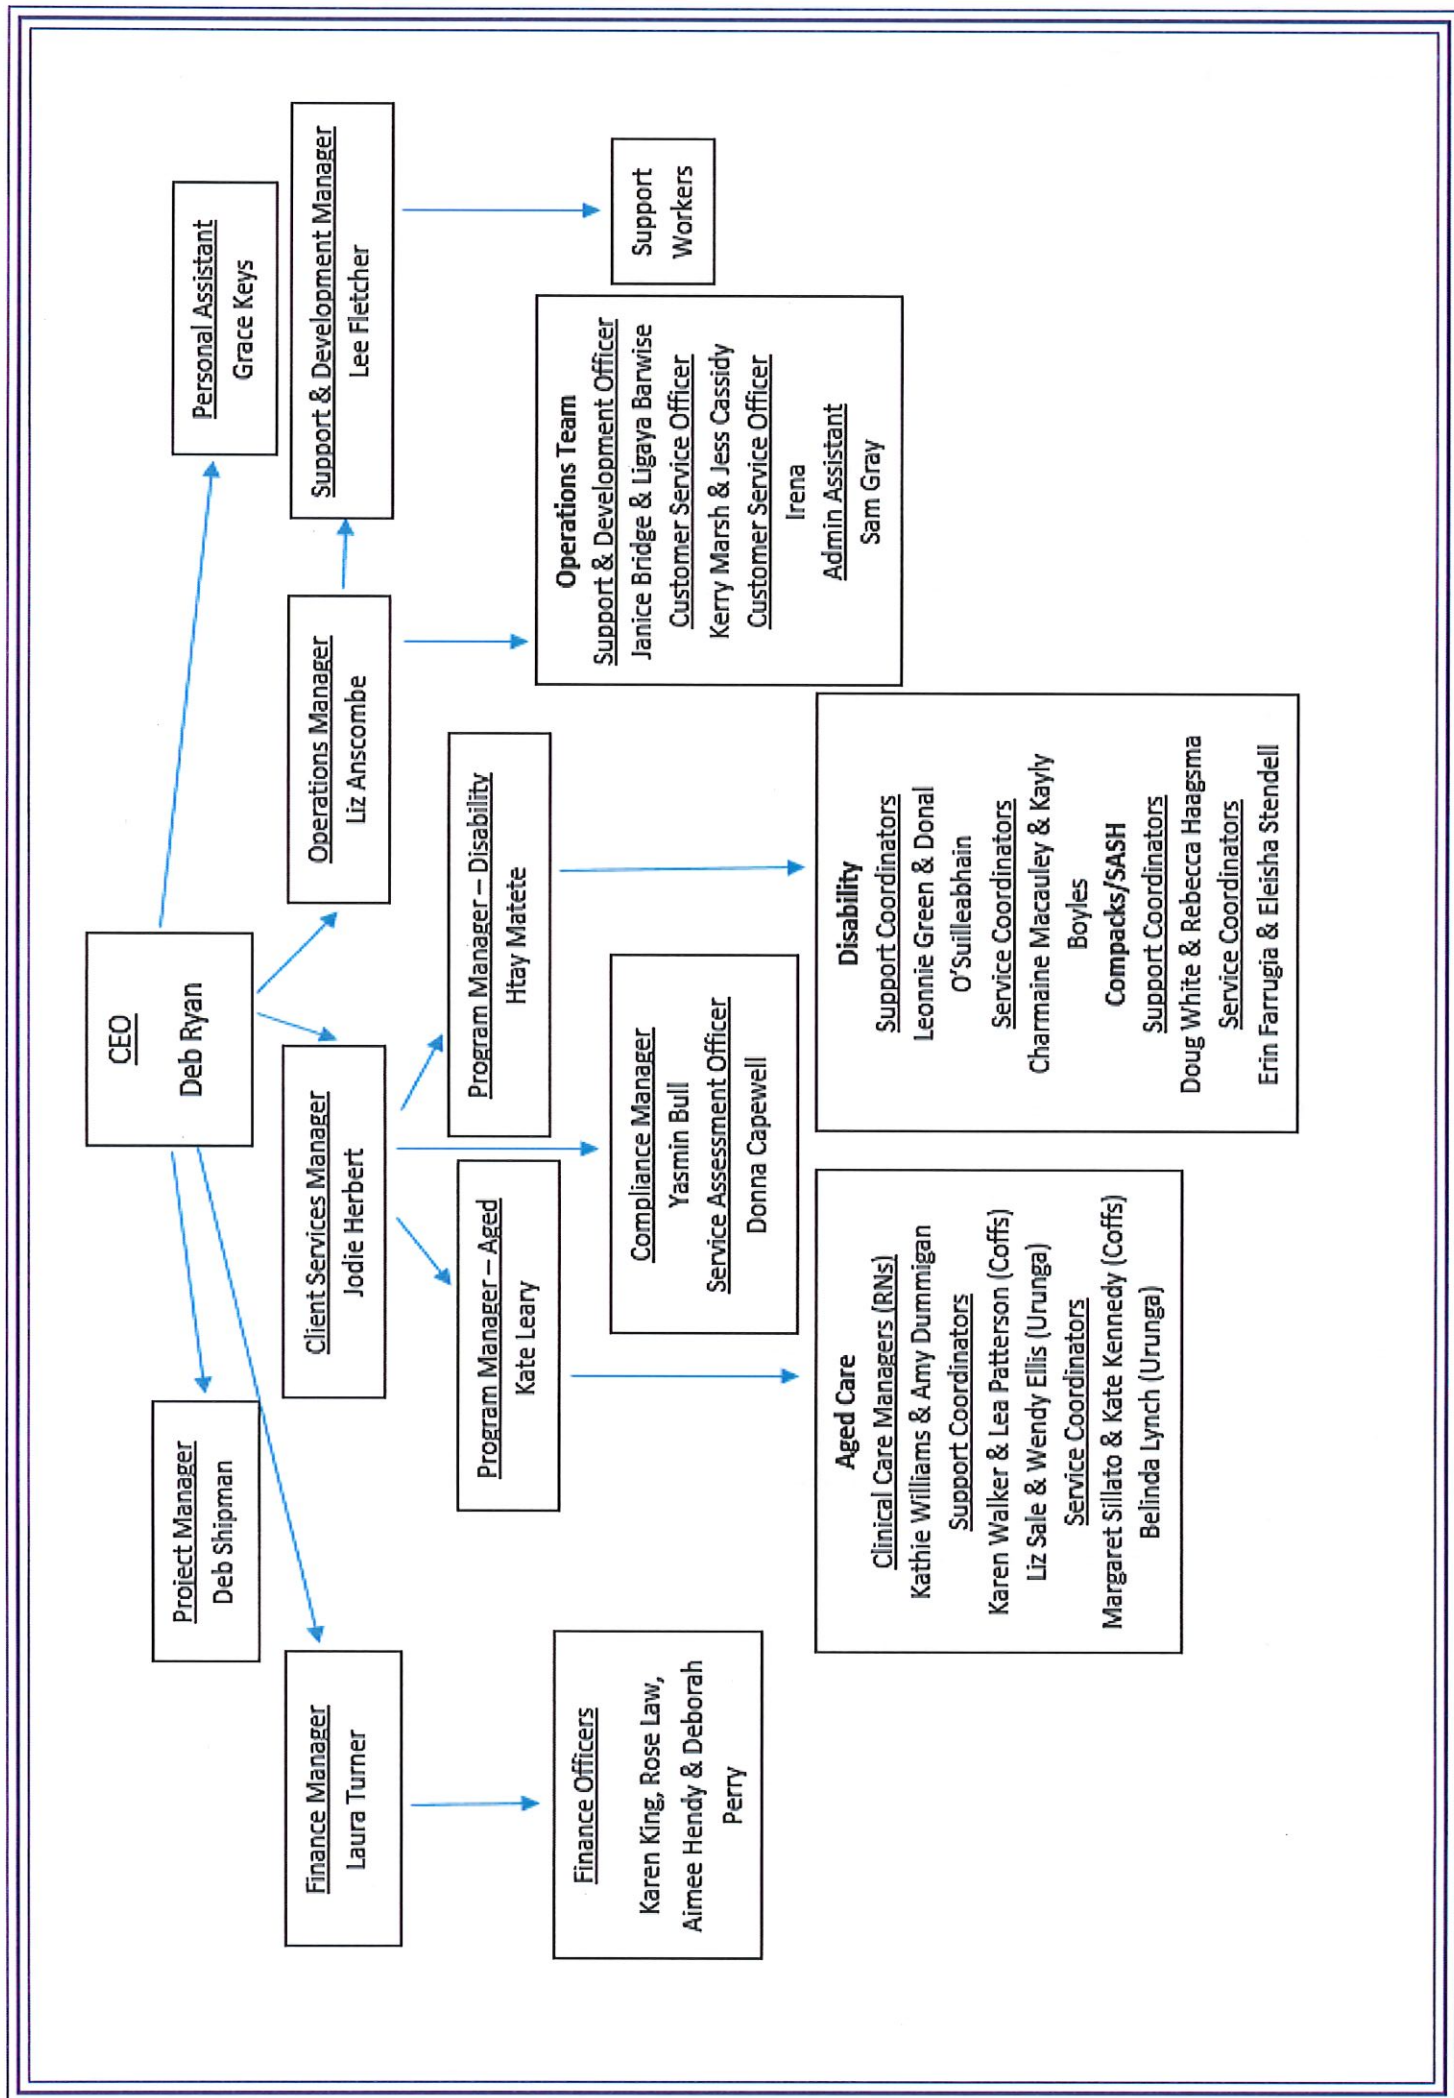 CEO
Deb Ryan
Project Manager
Deb Shipman
Personal Assistant
Grace Keys
Finance Manager
Laura Turner
Client Services Manager
Jodie Herbert
Operations Manager
Liz Anscombe
Support & Development Manager
Lee Fletcher
Program Manager – Aged
Kate Leary
Program Manager – Disability
Htay Matete
Finance Officers
Karen King, Rose Law,
Aimee Hendy & Deborah
Perry
Compliance Manager
Yasmin Bull
Service Assessment Officer
Donna Capewell
Operations Team
Support & Development Officer
Janice Bridge & Ligaya Barwise
Customer Service Officer
Kerry Marsh & Jess Cassidy
Customer Service Officer
Irena
Admin Assistant
Sam Gray
Support
Workers
Aged Care
Clinical Care Managers (RNs)
Kathie Williams & Amy Dummigan
Support Coordinators
Karen Walker & Lea Patterson (Coffs)
Liz Sale & Wendy Ellis (Urunga)
Service Coordinators
Margaret Sillato & Kate Kennedy (Coffs)
Belinda Lynch (Urunga)
Disability
Support Coordinators
Leonnie Green & Donal
O'Suilleabhain
Service Coordinators
Charmaine Macauley & Kayly
Boyles
Compacks/SASH
Support Coordinators
Doug White & Rebecca Haagsma
Service Coordinators
Erin Farrugia & Eleisha Stendell